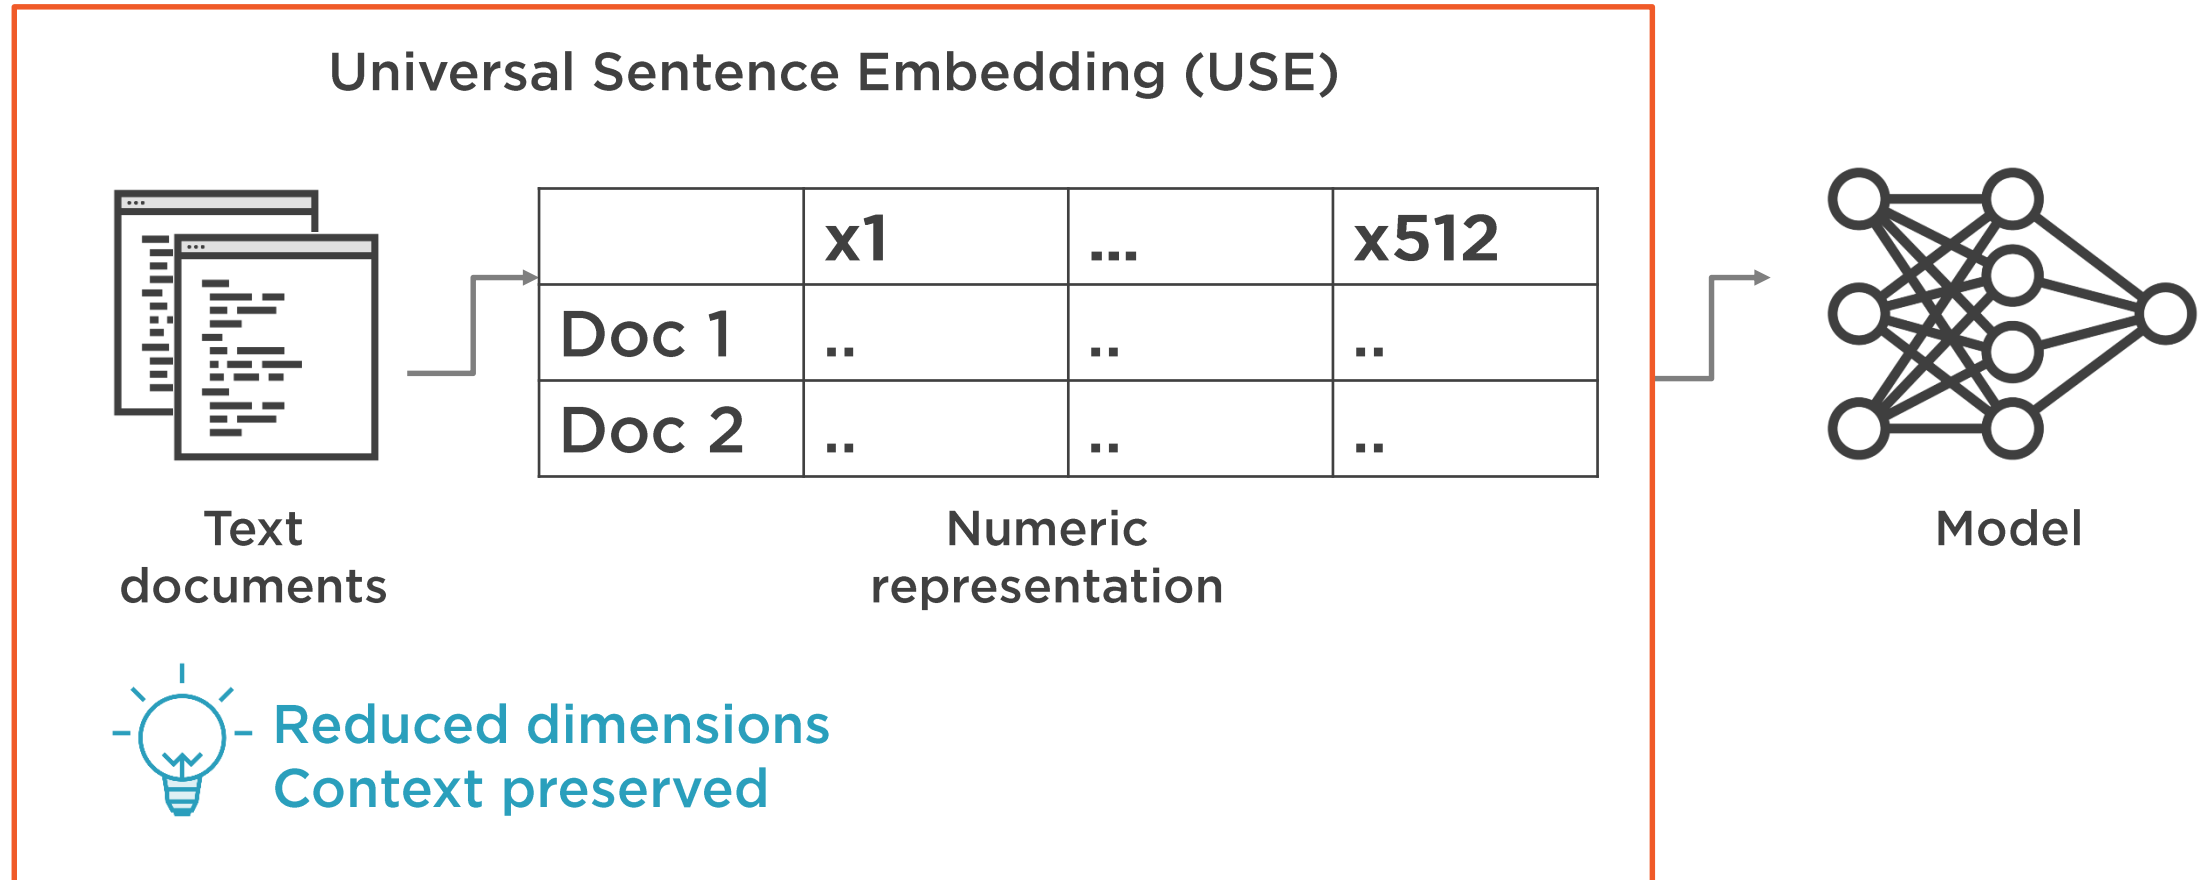 Universal Sentence Embedding (USE)
x1 ... x512
Doc 1 .. .. ..
Doc 2 .. .. ..
Text
documents
Numeric
representation
Model
Reduced dimensions
Context preserved